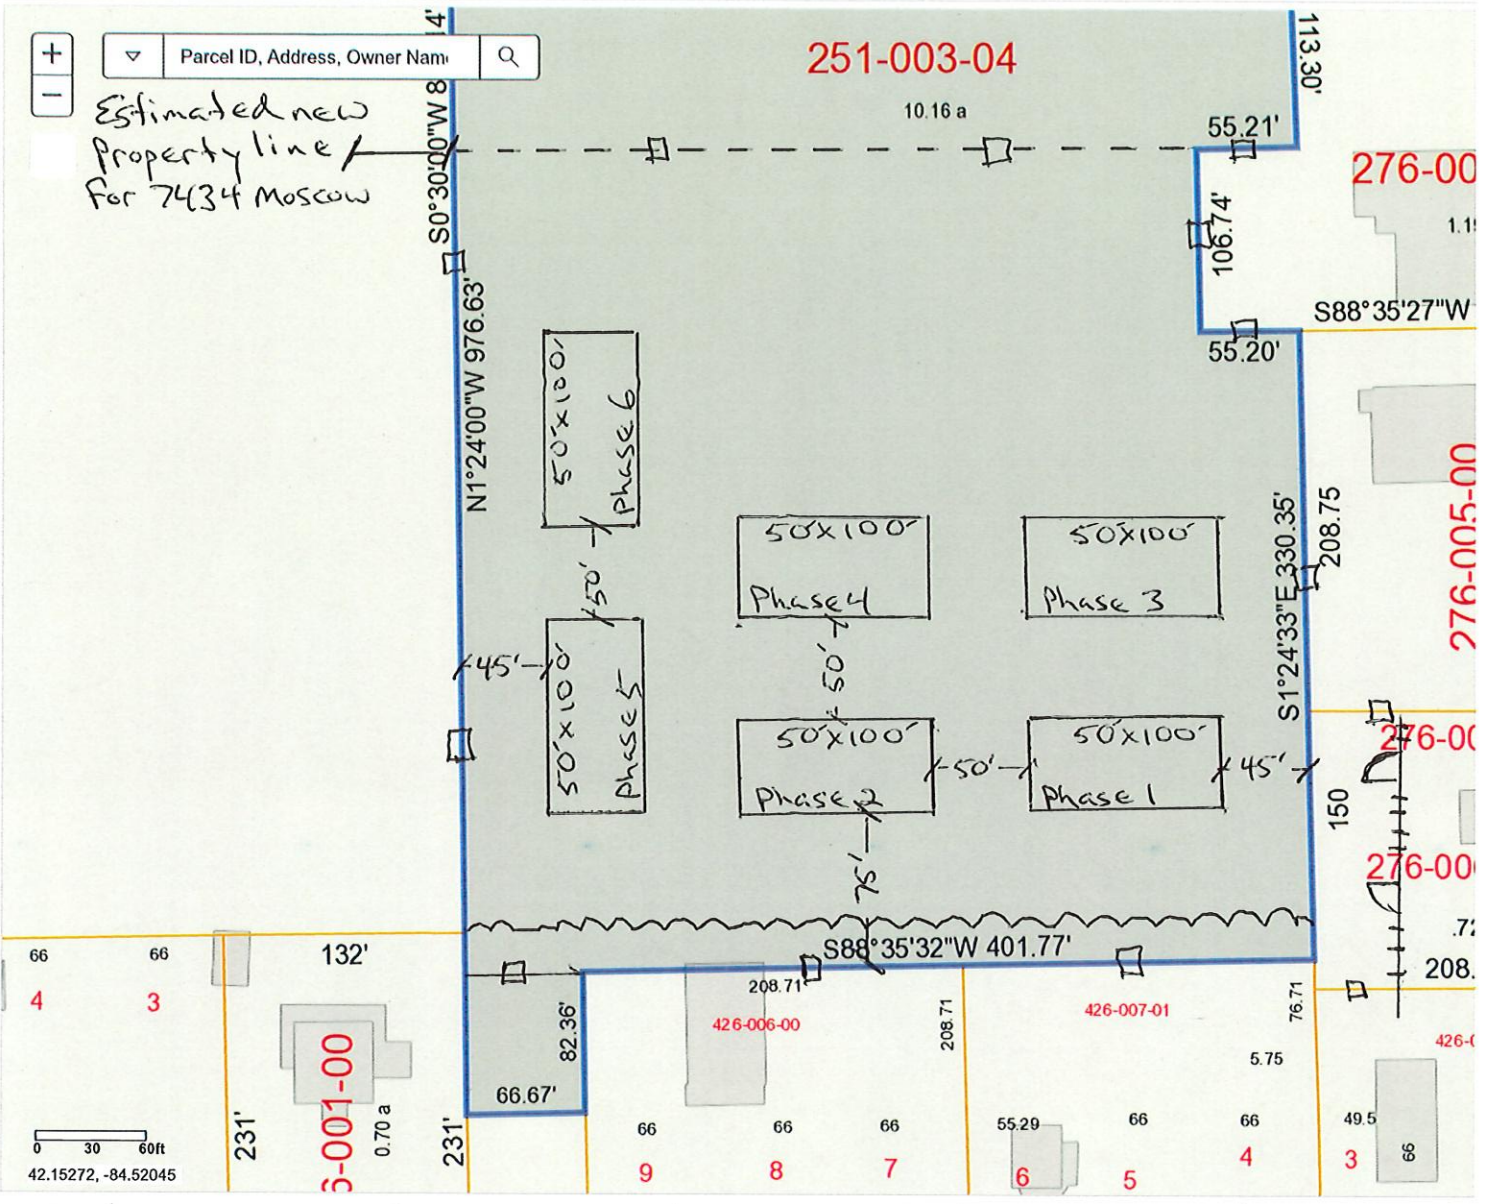 +
−
Parcel ID, Address, Owner Nam
Estimated new
Property line
For 7434 Moscow
S0°30'00"W 8
4'
251-003-04
10.16 a
113.30'
55.21'
106.74'
276-00
1.1
S88°35'27"W
55.20'
N1°24'00"W 976.63'
50'x100'
Phase 6
50'
50'x100'
Phase 4
50'x100'
Phase 3
S1°24'33"E 330.35'
208.75
276-005-00
45'
50'x100'
Phase 5
50'
50'x100'
Phase 2
50'
50'x100'
Phase 1
45'
276-00
150
276-00
75'
.72
S88°35'32"W 401.77'
208.
66
66
132'
4
3
208.71'
426-006-00
208.71
426-007-01
76.71
426-0
82.36'
5.75
66.67'
-001-00
0.70 a
231'
231'
66
66
66
55.29
66
66
49.5
66
9
8
7
6
5
4
3
0 30 60ft
42.15272, -84.52045